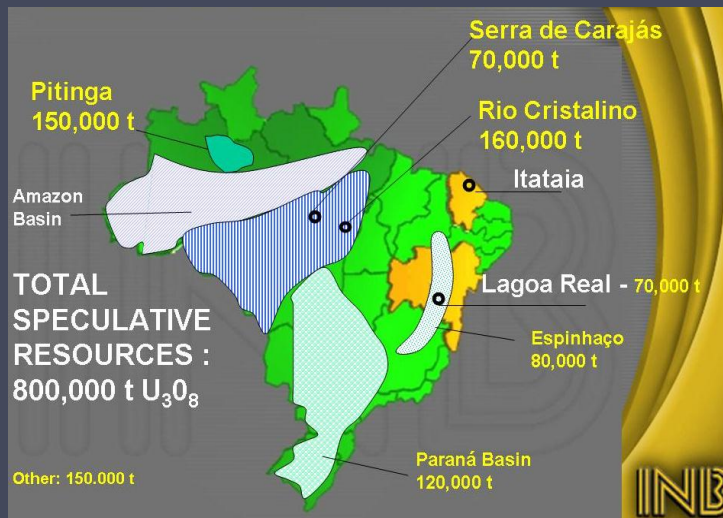 Serra de Carajás
70,000 t
Pitinga
150,000 t
Rio Cristalino
160,000 t
Itataia
Amazon
Basin
TOTAL
SPECULATIVE
RESOURCES :
800,000 t U₃0₈
Lagoa Real - 70,000 t
Espinhaço
80,000 t
Paraná Basin
120,000 t
Other: 150.000 t
INB